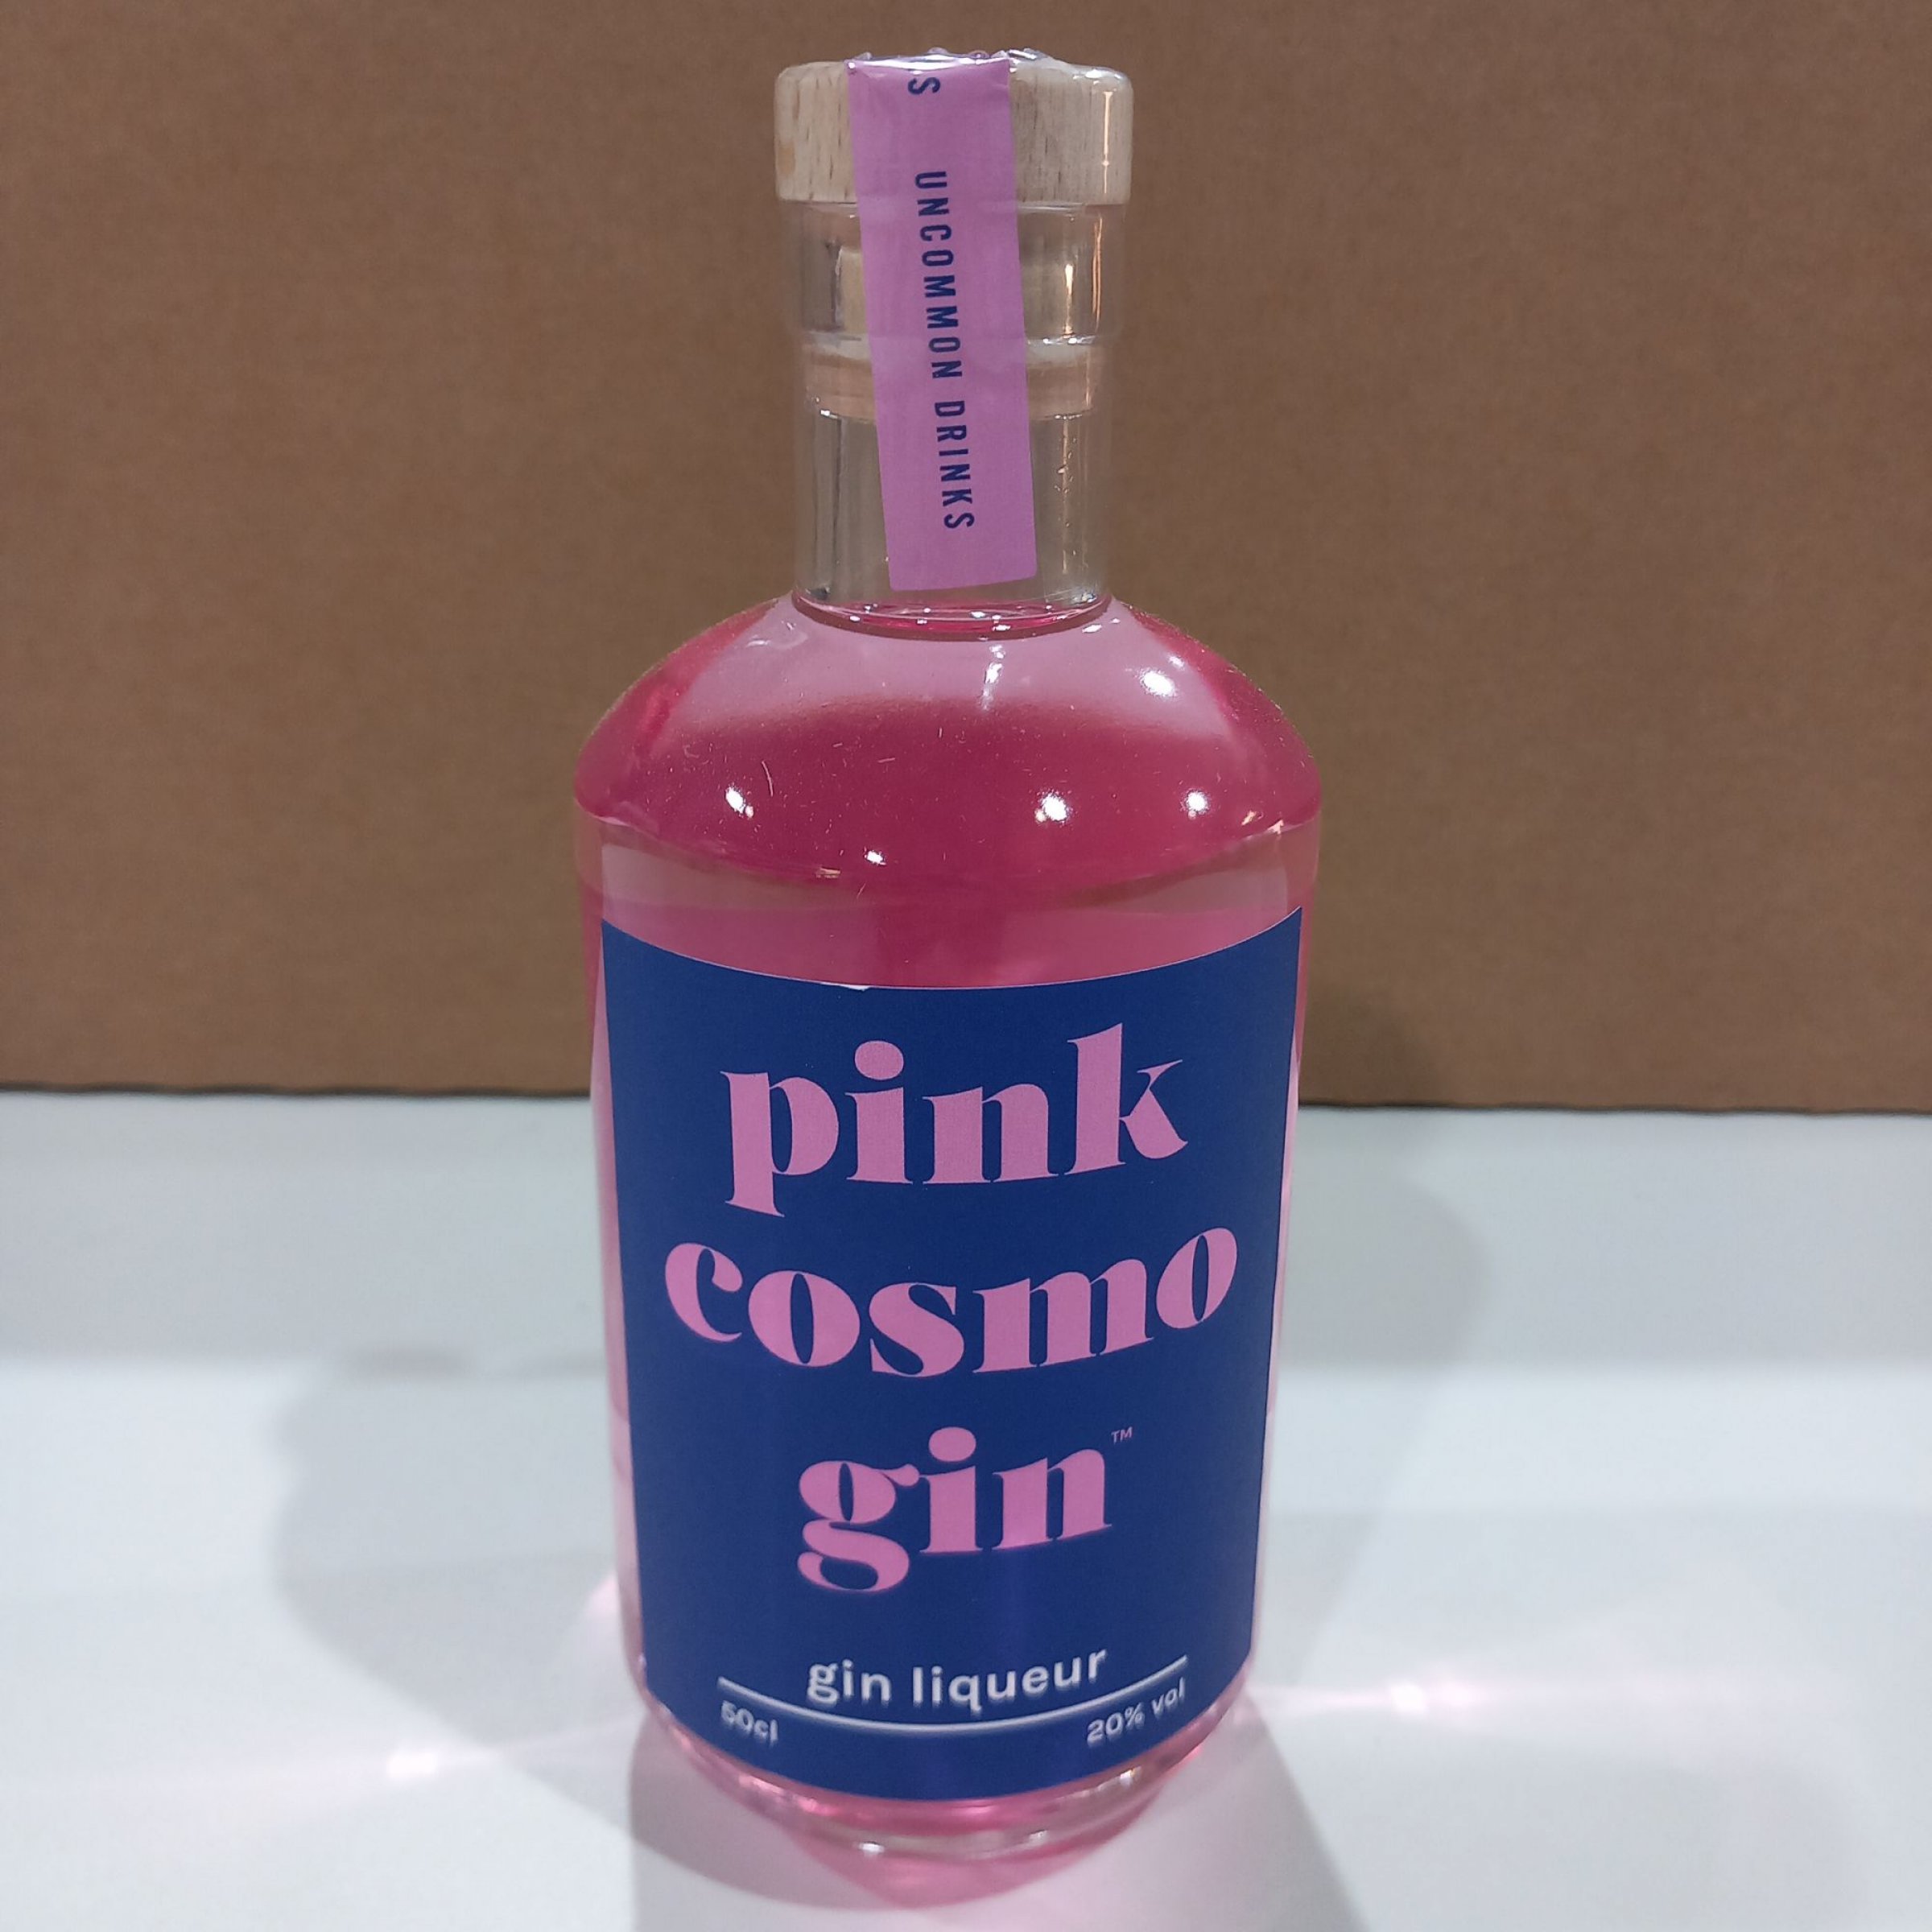 S UNCOMMON DRINKS
pink
cosmo
gin™
gin liqueur
50cl 20% vol